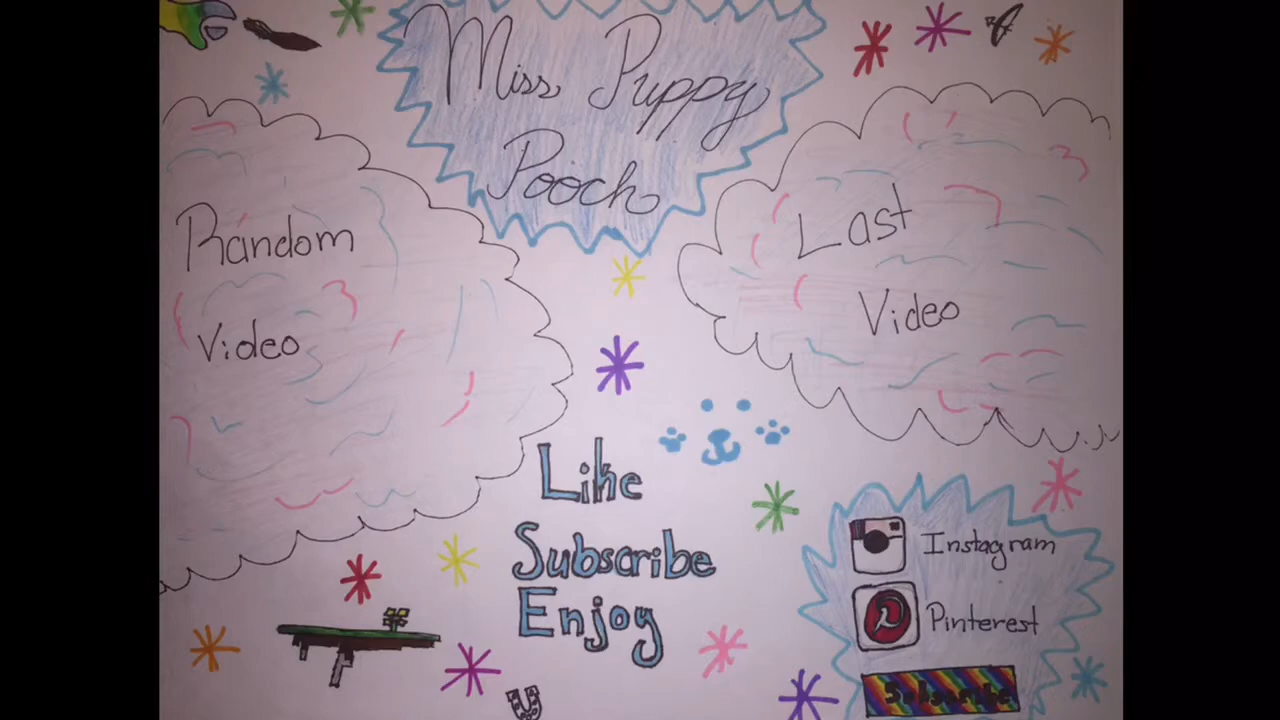 Miss Puppy
Pooch
Random
Video
Last
Video
Like
Subscribe
Enjoy
Instagram
Pinterest
Subscribe